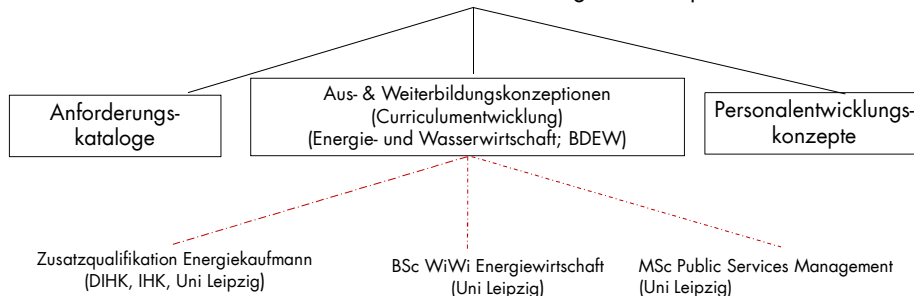 Anforderungs-
kataloge
Aus- & Weiterbildungskonzeptionen
(Curriculumentwicklung)
(Energie- und Wasserwirtschaft; BDEW)
Personalentwicklungs-
konzepte
Zusatzqualifikation Energiekaufmann
(DIHK, IHK, Uni Leipzig)
BSc WiWi Energiewirtschaft
(Uni Leipzig)
MSc Public Services Management
(Uni Leipzig)